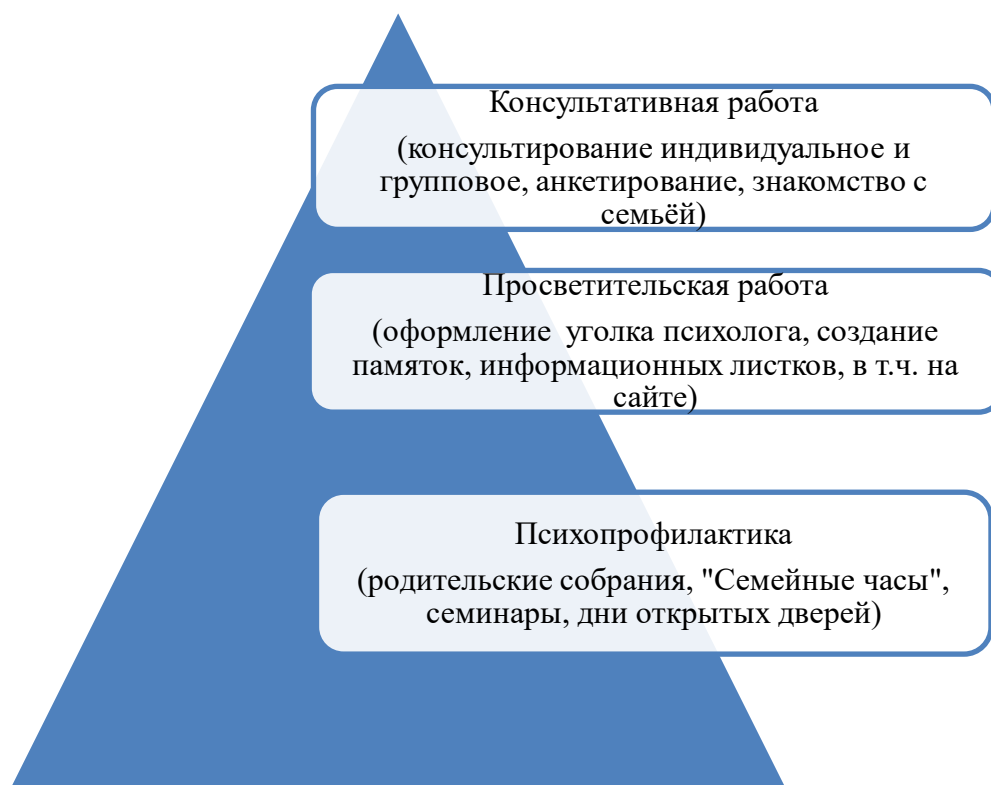 Консультативная работа
(консультирование индивидуальное и
групповое, анкетирование, знакомство с
семьёй)
Просветительская работа
(оформление  уголка психолога, создание
памяток, информационных листков, в т.ч. на
сайте)
Психопрофилактика
(родительские собрания, "Семейные часы",
семинары, дни открытых дверей)